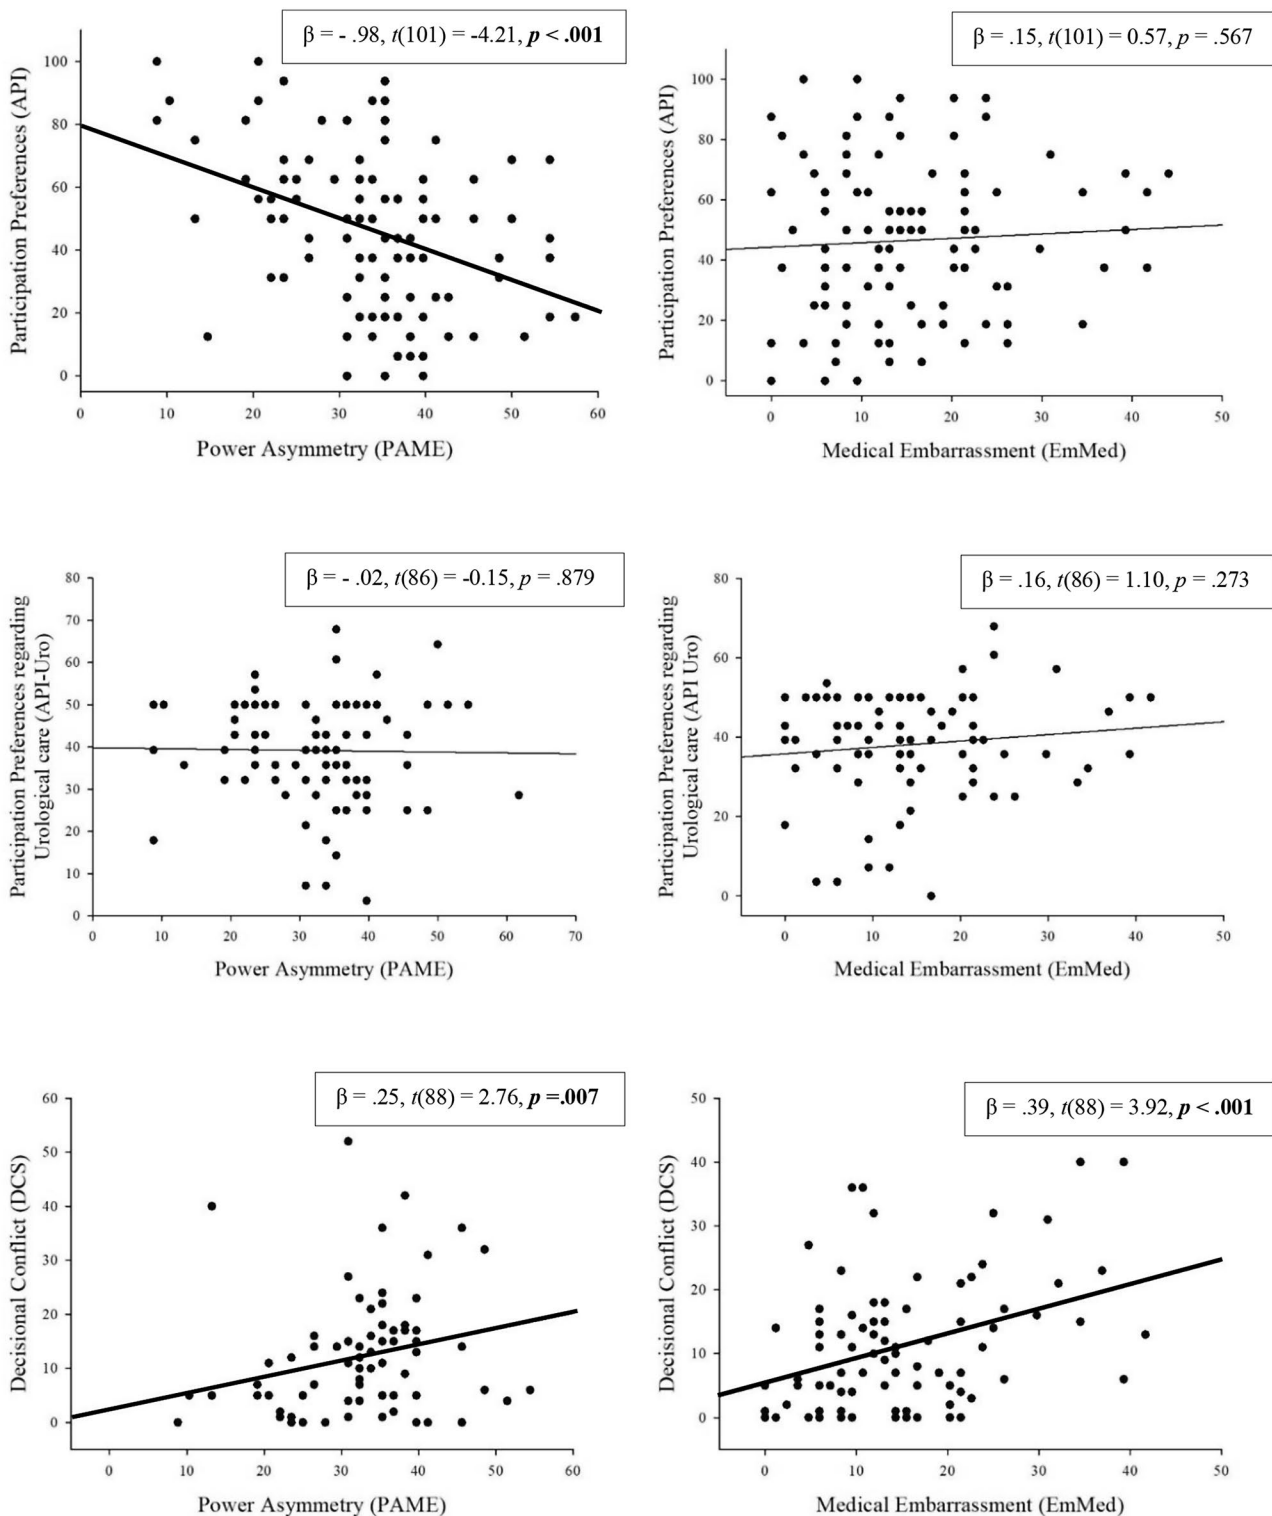 β = - .98, t(101) = -4.21, p < .001
Participation Preferences (API)
100
80
60
40
20
0
0 10 20 30 40 50 60
Power Asymmetry (PAME)
β = .15, t(101) = 0.57, p = .567
Participation Preferences (API)
100
80
60
40
20
0
0 10 20 30 40 50
Medical Embarrassment (EmMed)
β = - .02, t(86) = -0.15, p = .879
Participation Preferences regarding
Urological care (API-Uro)
80
70
60
50
40
30
20
10
0
0 10 20 30 40 50 60 70
Power Asymmetry (PAME)
β = .16, t(86) = 1.10, p = .273
Participation Preferences regarding
Urological care (API Uro)
80
60
40
20
0
0 10 20 30 40 50
Medical Embarrassment (EmMed)
β = .25, t(88) = 2.76, p =.007
Decisional Conflict (DCS)
60
50
40
30
20
10
0
0 10 20 30 40 50 60
Power Asymmetry (PAME)
β = .39, t(88) = 3.92, p < .001
Decisional Conflict (DCS)
50
40
30
20
10
0
0 10 20 30 40 50
Medical Embarrassment (EmMed)